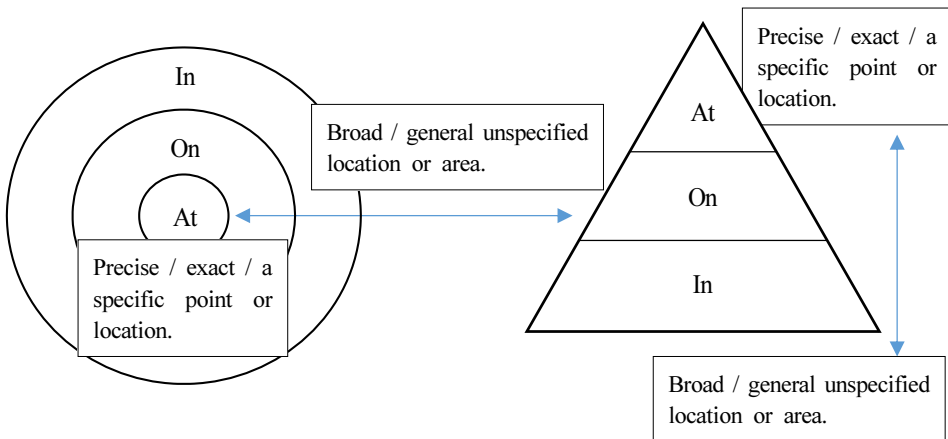 In
On
At
Precise / exact / a
specific point or
location.
Broad / general unspecified
location or area.
At
On
In
Precise / exact / a
specific point or
location.
Broad / general unspecified
location or area.